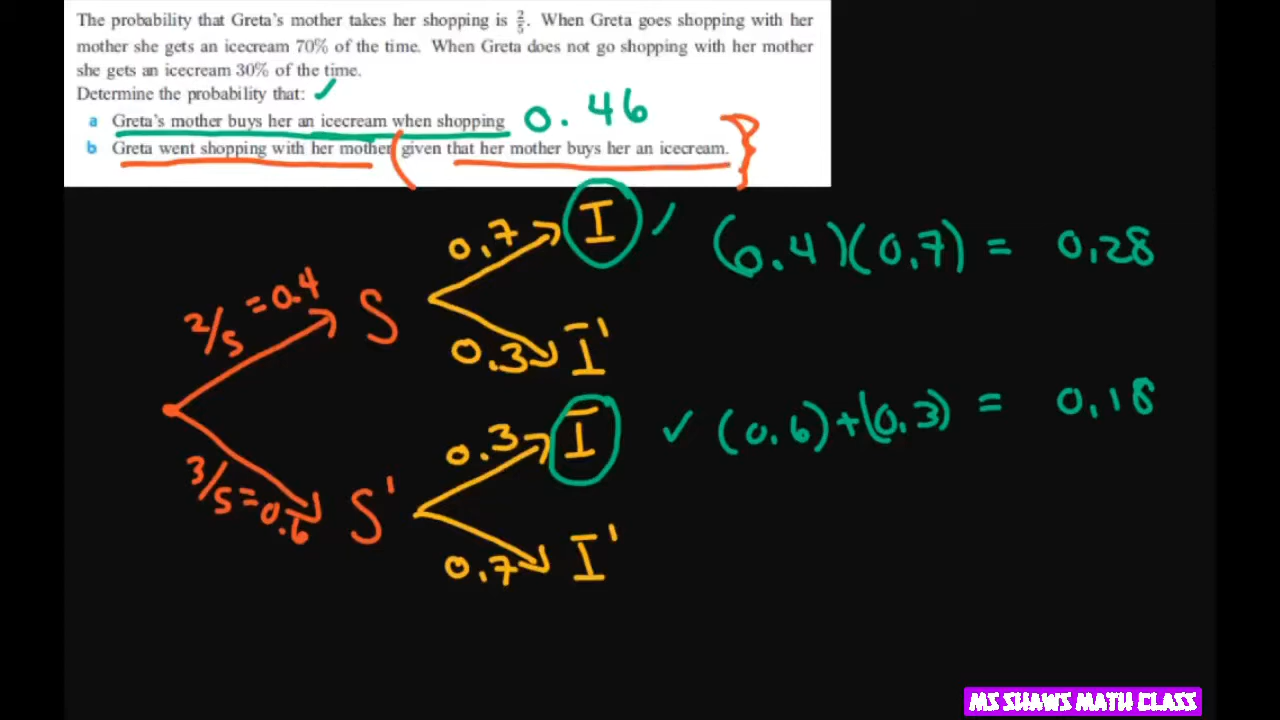 The probability that Greta's mother takes her shopping is 2/5. When Greta goes shopping with her
mother she gets an icecream 70% of the time. When Greta does not go shopping with her mother
she gets an icecream 30% of the time.
Determine the probability that: ✓
a Greta's mother buys her an icecream when shopping 0.46
b Greta went shopping with her mother (given that her mother buys her an icecream.}
0.7 I ✓ (0.4)(0.7) = 0.28
2/5 = 0.4 S
0.3 I'
0.3 I ✓ (0.6)+(0.3) = 0.18
3/5 = 0.6 S'
0.7 I'
MS SHAWS MATH CLASS